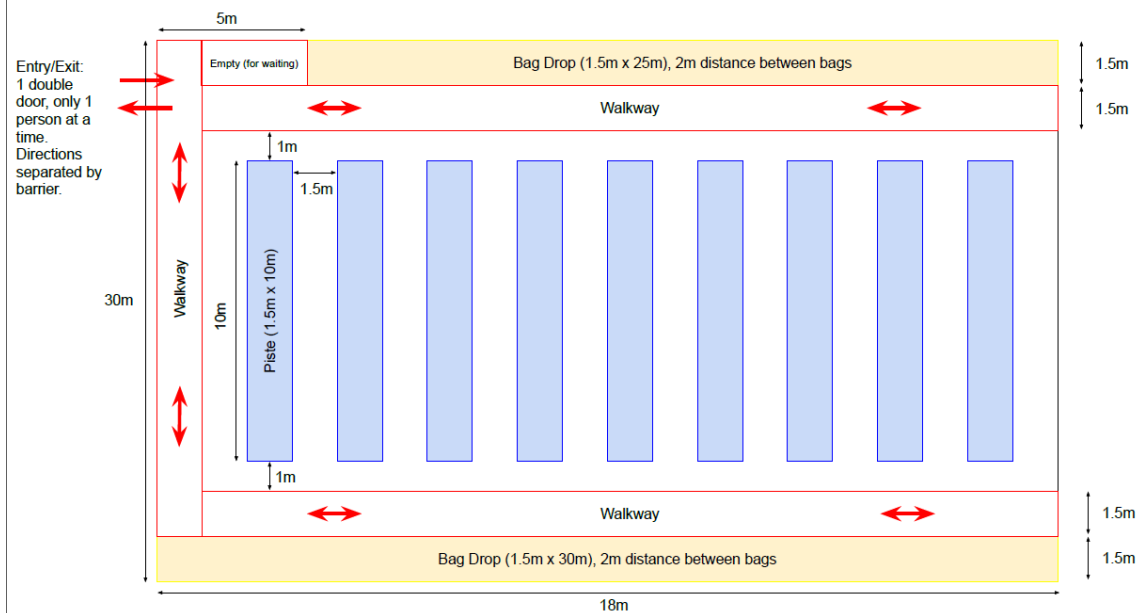 5m
Entry/Exit:
1 double
door, only 1
person at a
time.
Directions
separated by
barrier.
Empty (for waiting)
Bag Drop (1.5m x 25m), 2m distance between bags
1.5m
Walkway
1.5m
1m
1.5m
Walkway
30m
10m
Piste (1.5m x 10m)
1m
Walkway
1.5m
Bag Drop (1.5m x 30m), 2m distance between bags
1.5m
18m